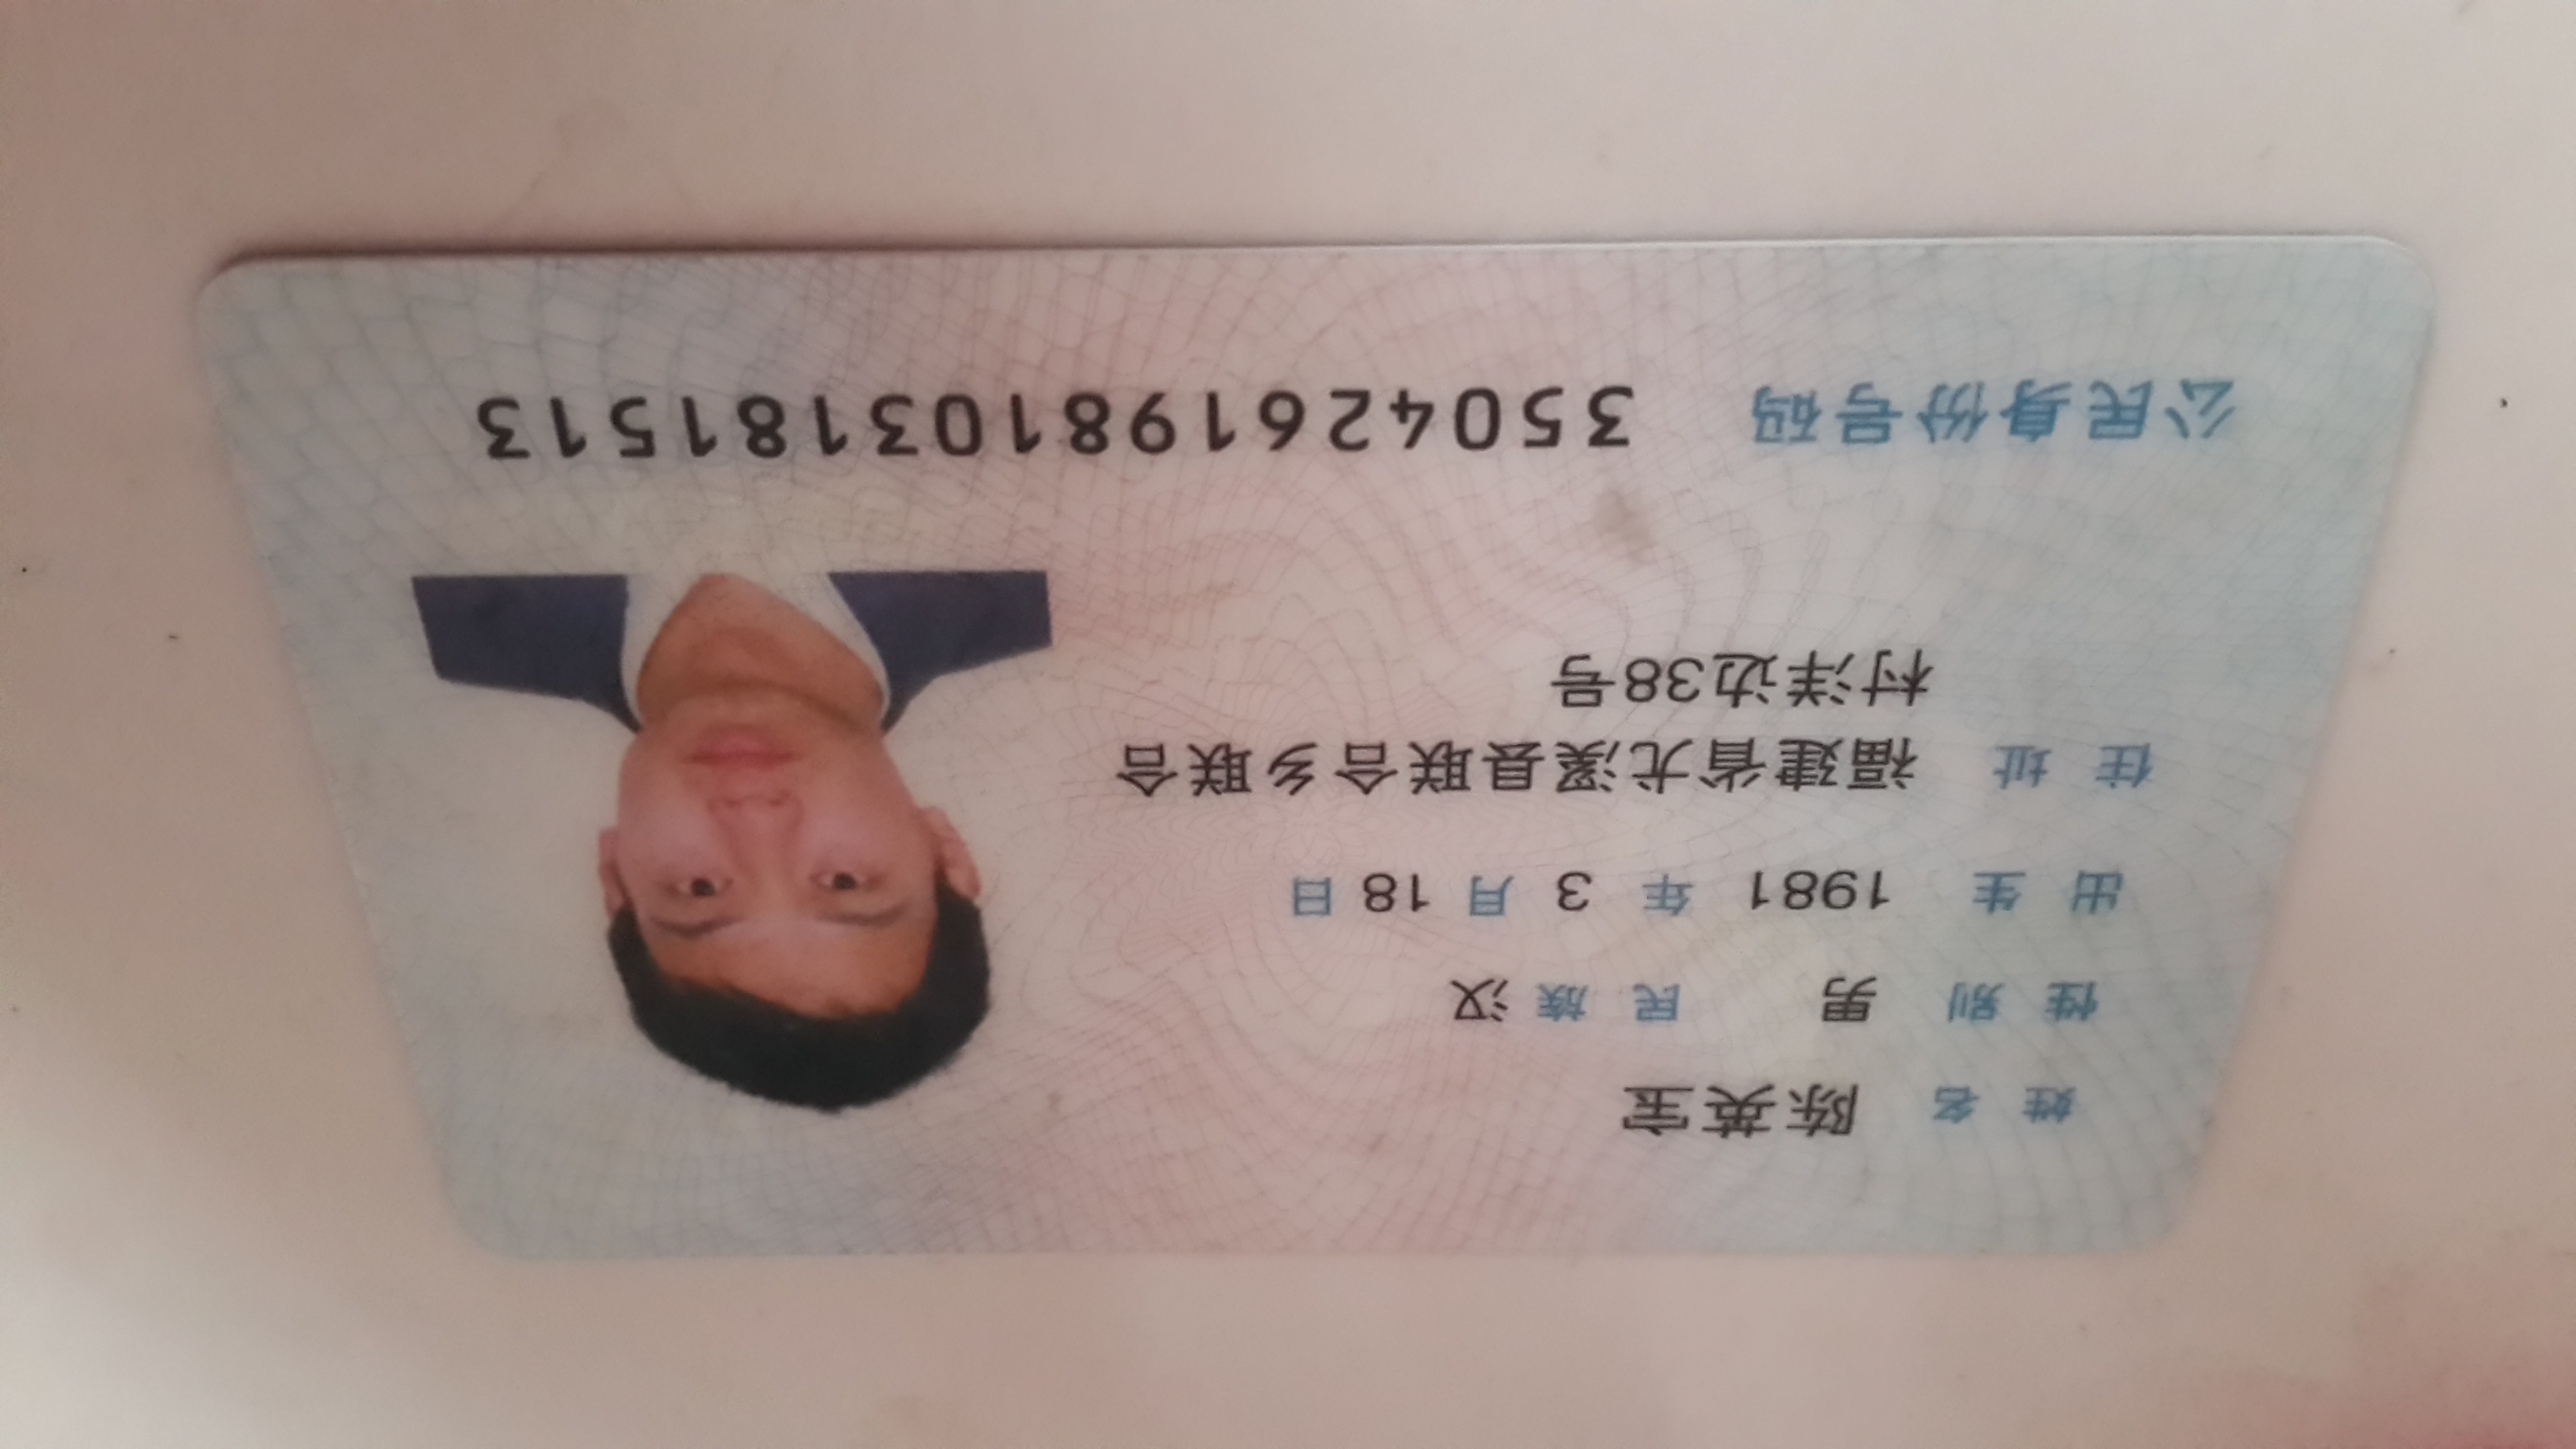 姓名 陈英宝
性别 男 民族 汉
出生 1981 年 3 月 18 日
住址 福建省尤溪县联合乡联合
村洋边38号
公民身份号码 350426198103181513